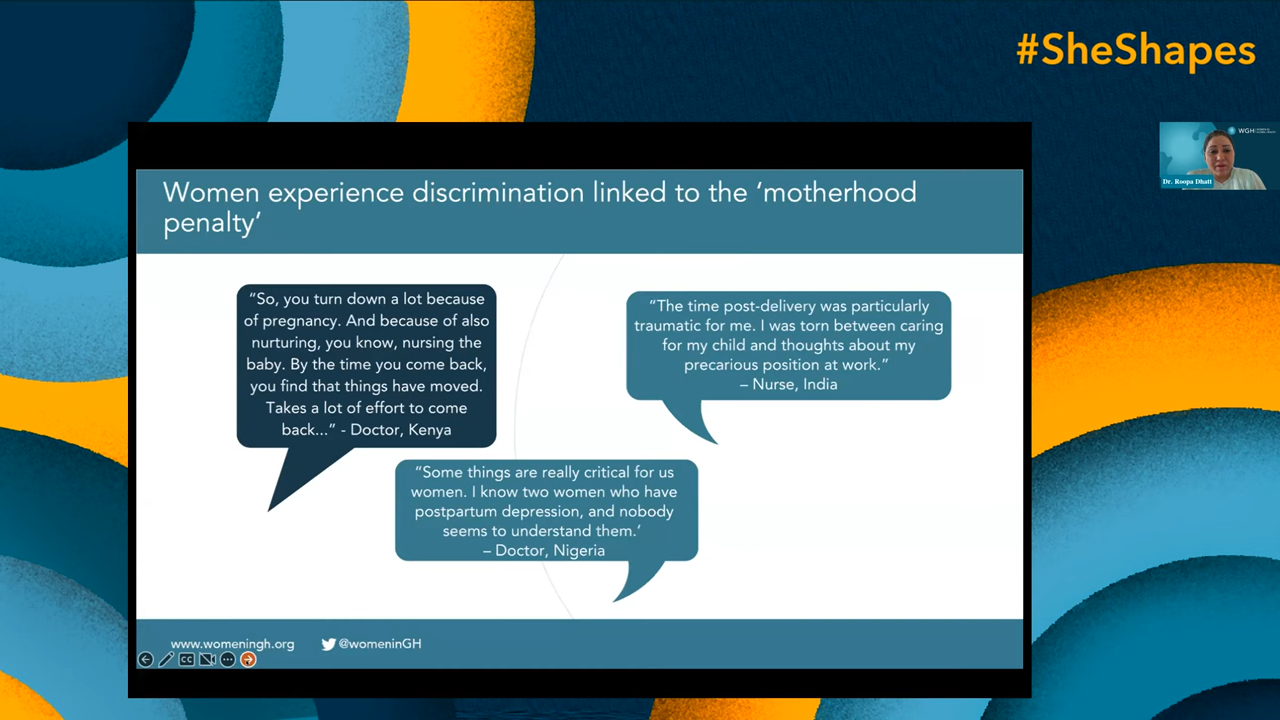 #SheShapes
WGH
Dr. Roopa Dhatt
Women experience discrimination linked to the ‘motherhood
penalty’
“So, you turn down a lot because
of pregnancy. And because of also
nurturing, you know, nursing the
baby. By the time you come back,
you find that things have moved.
Takes a lot of effort to come
back...” - Doctor, Kenya
“The time post-delivery was particularly
traumatic for me. I was torn between caring
for my child and thoughts about my
precarious position at work.”
– Nurse, India
“Some things are really critical for us
women. I know two women who have
postpartum depression, and nobody
seems to understand them.’
– Doctor, Nigeria
www.womeningh.org
@womeninGH
CC